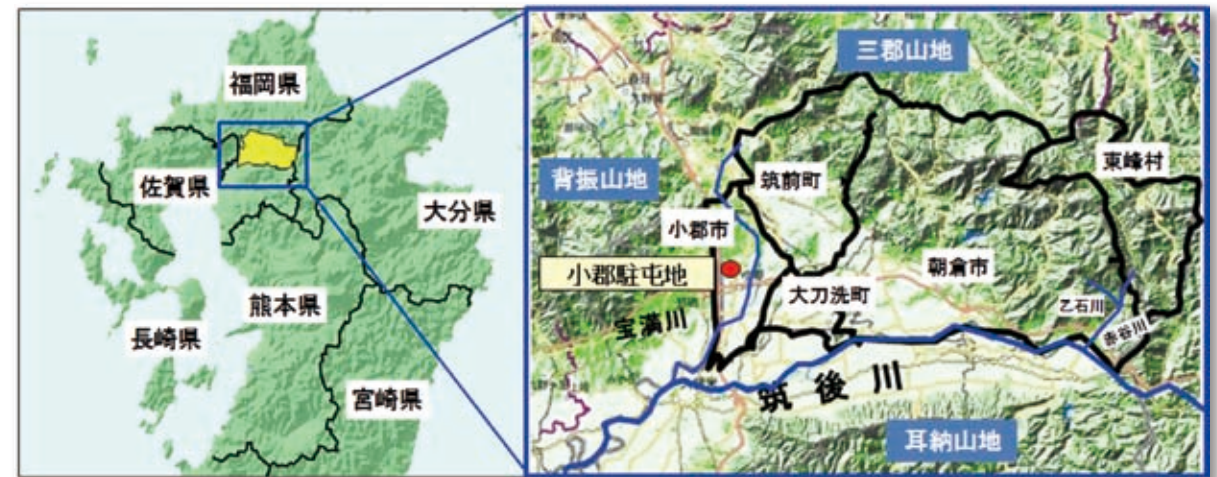 福岡県
佐賀県
大分県
熊本県
長崎県
宮崎県
三郡山地
背振山地
筑前町
東峰村
小郡市
小郡駐屯地
朝倉市
大刀洗町
乙石川
赤谷川
宝満川
筑後川
耳納山地